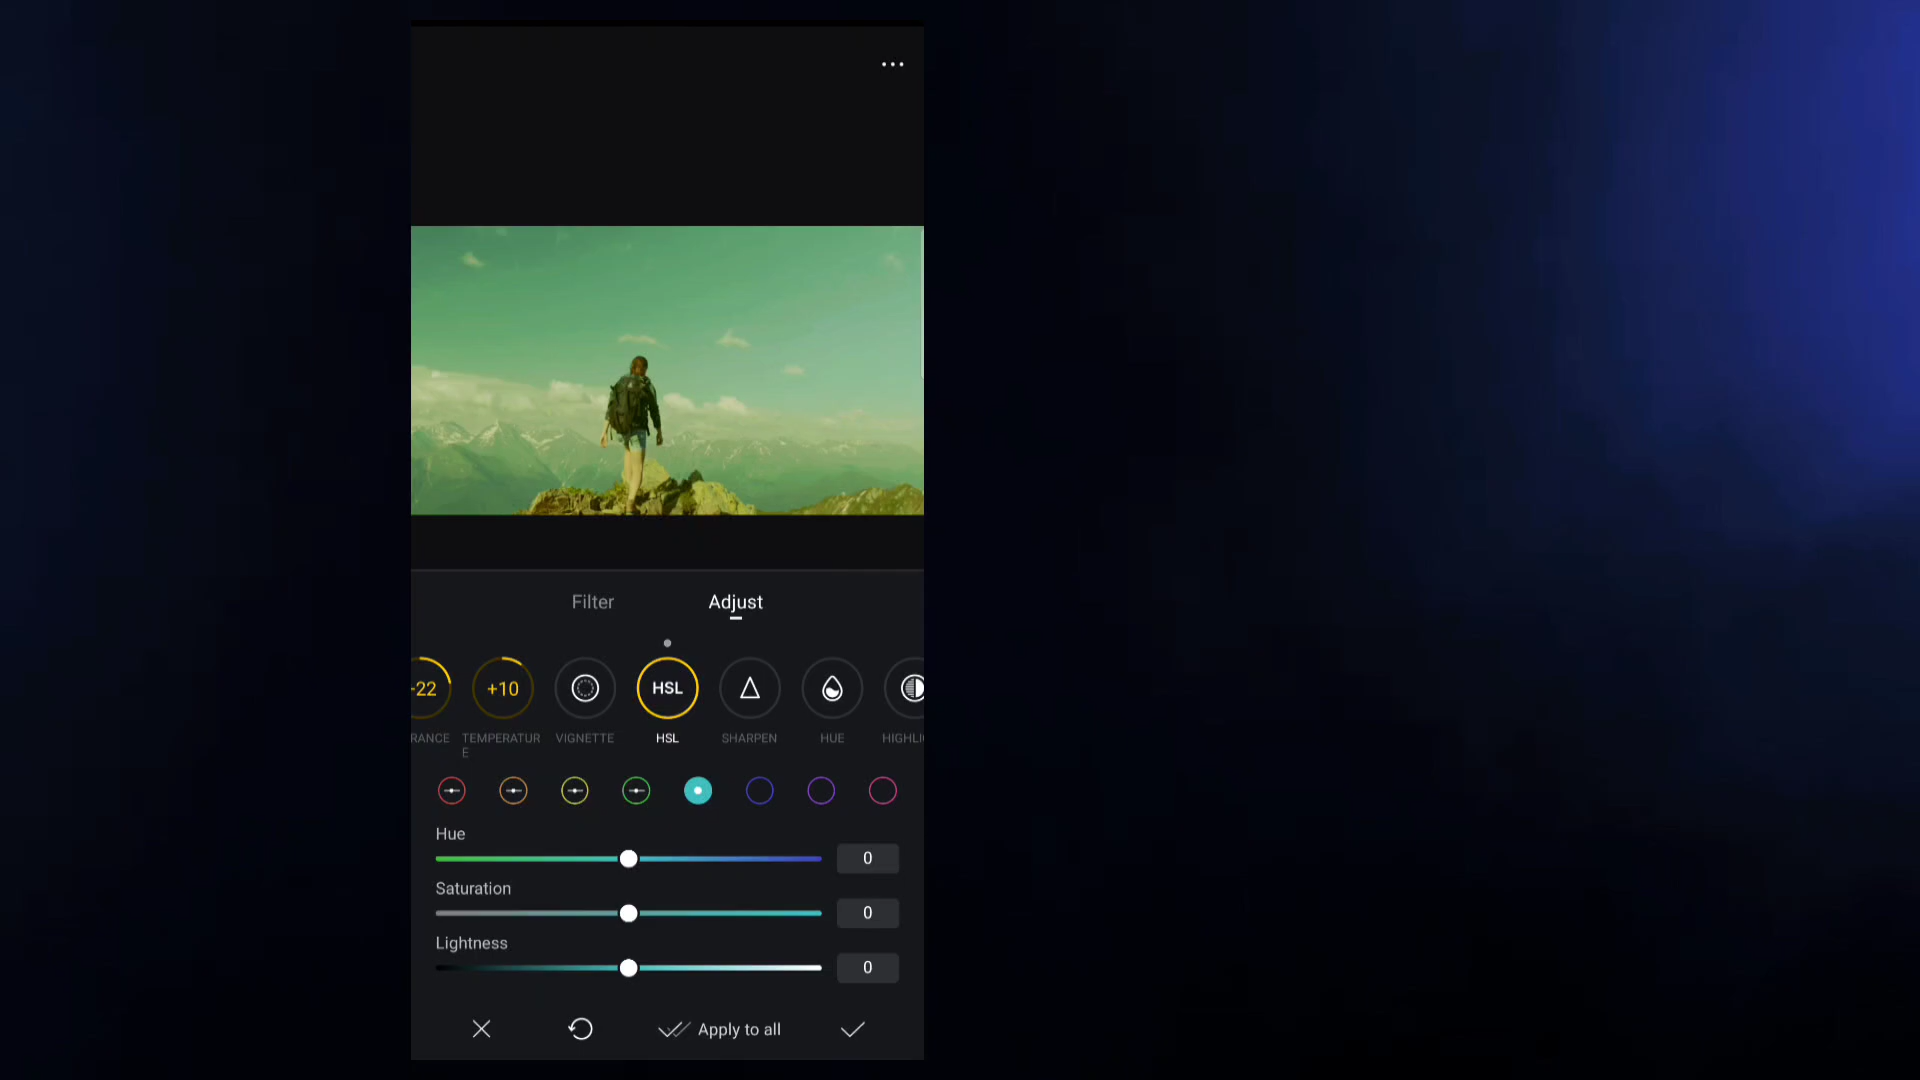 Filter Adjust
-22 +10 HSL
RANCE TEMPERATUR
E VIGNETTE HSL SHARPEN HUE HIGHLI
Hue 0
Saturation 0
Lightness 0
Apply to all